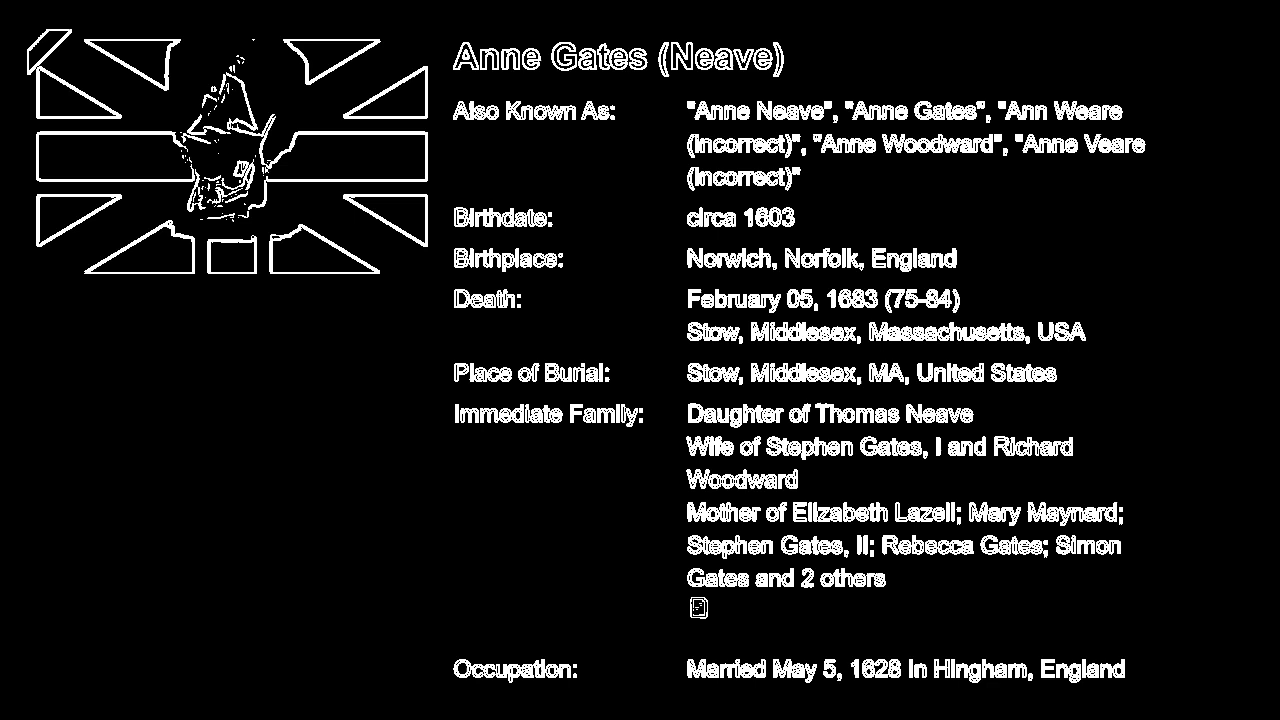 Anne Gates (Neave)
Also Known As: "Anne Neave", "Anne Gates", "Ann Weare
(incorrect)", "Anne Woodward", "Anne Veare
(incorrect)"
Birthdate: circa 1603
Birthplace: Norwich, Norfolk, England
Death: February 05, 1683 (75-84)
Stow, Middlesex, Massachusetts, USA
Place of Burial: Stow, Middlesex, MA, United States
Immediate Family: Daughter of Thomas Neave
Wife of Stephen Gates, I and Richard
Woodward
Mother of Elizabeth Lazell; Mary Maynard;
Stephen Gates, II; Rebecca Gates; Simon
Gates and 2 others
Occupation: Married May 5, 1628 in Hingham, England